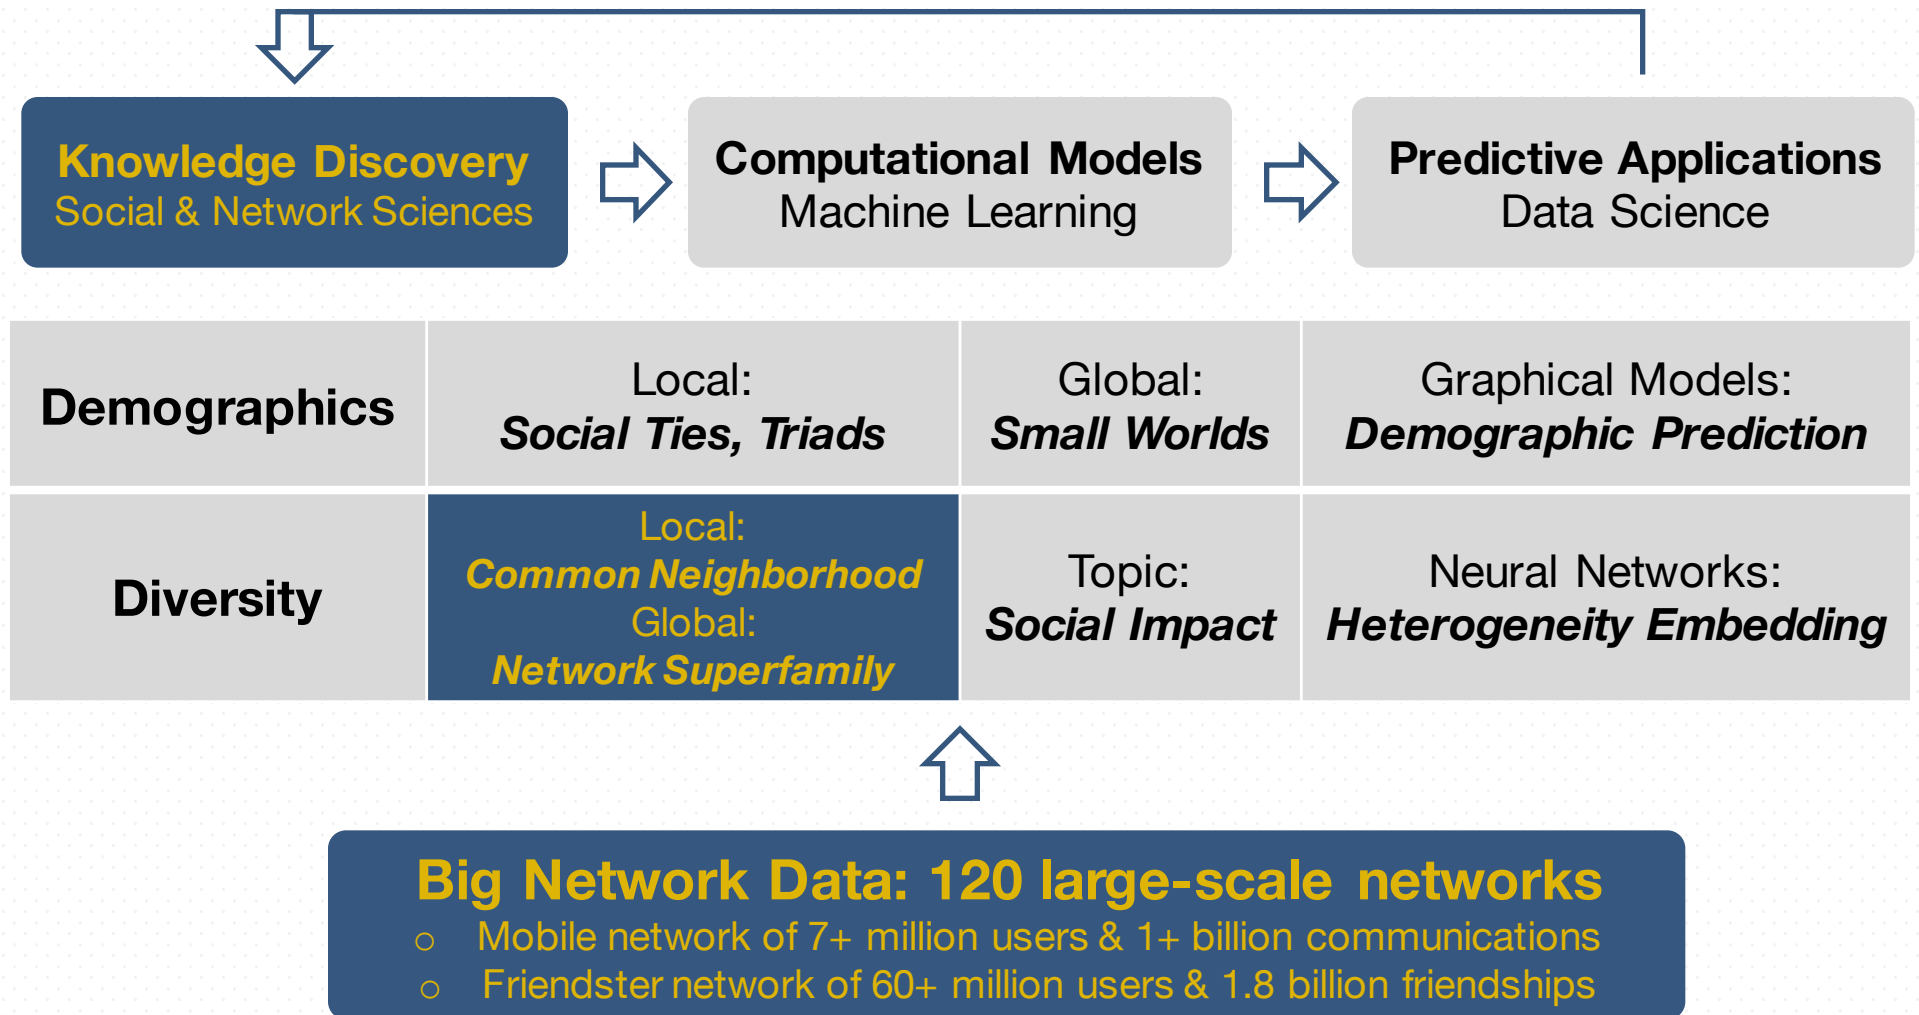 Knowledge Discovery
Social & Network Sciences
Computational Models
Machine Learning
Predictive Applications
Data Science
Demographics
Local:
Social Ties, Triads
Global:
Small Worlds
Graphical Models:
Demographic Prediction
Diversity
Local:
Common Neighborhood
Global:
Network Superfamily
Topic:
Social Impact
Neural Networks:
Heterogeneity Embedding
Big Network Data: 120 large-scale networks
○ Mobile network of 7+ million users & 1+ billion communications
○ Friendster network of 60+ million users & 1.8 billion friendships